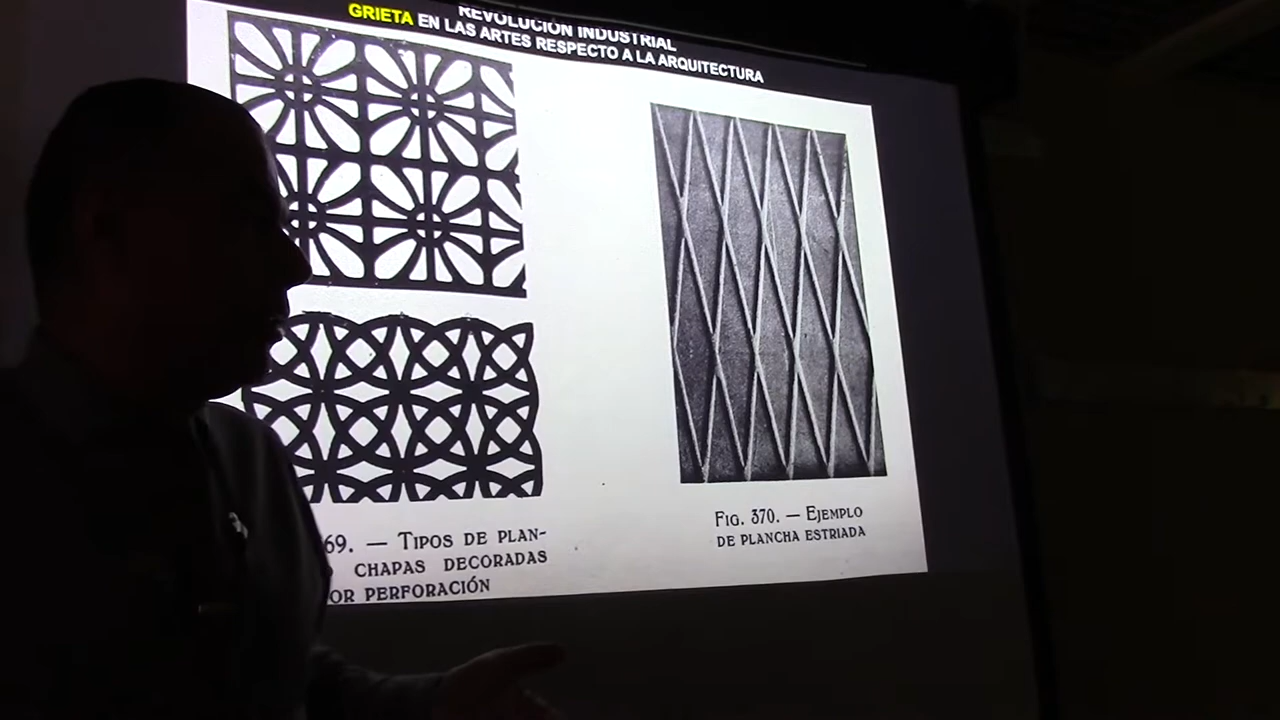 REVOLUCIÓN INDUSTRIAL
GRIETA EN LAS ARTES RESPECTO A LA ARQUITECTURA
69. — TIPOS DE PLAN-
CHAPAS DECORADAS
OR PERFORACIÓN
FIG. 370. — EJEMPLO
DE PLANCHA ESTRIADA